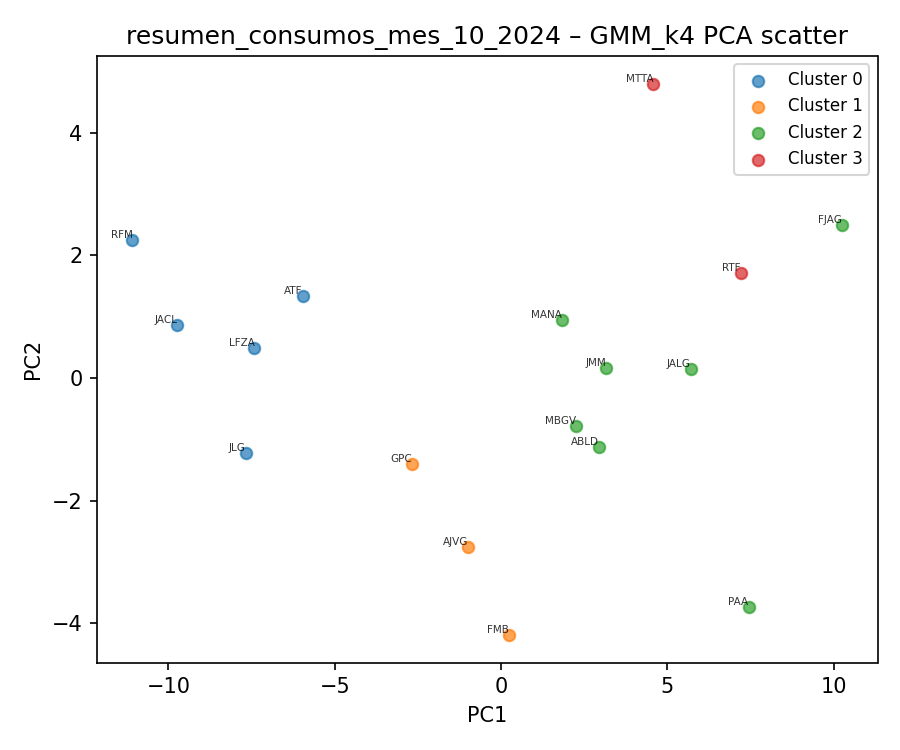 resumen_consumos_mes_10_2024 – GMM_k4 PCA scatter
Cluster 0
Cluster 1
Cluster 2
Cluster 3
MTTA
FJAG
RFM
RTF
ATF
JACL
MANA
LFZA
JMM
JALG
MBGV
ABLD
JLG
GPC
AJVG
PAA
FMB
4
2
0
−2
−4
PC2
−10
−5
0
5
10
PC1